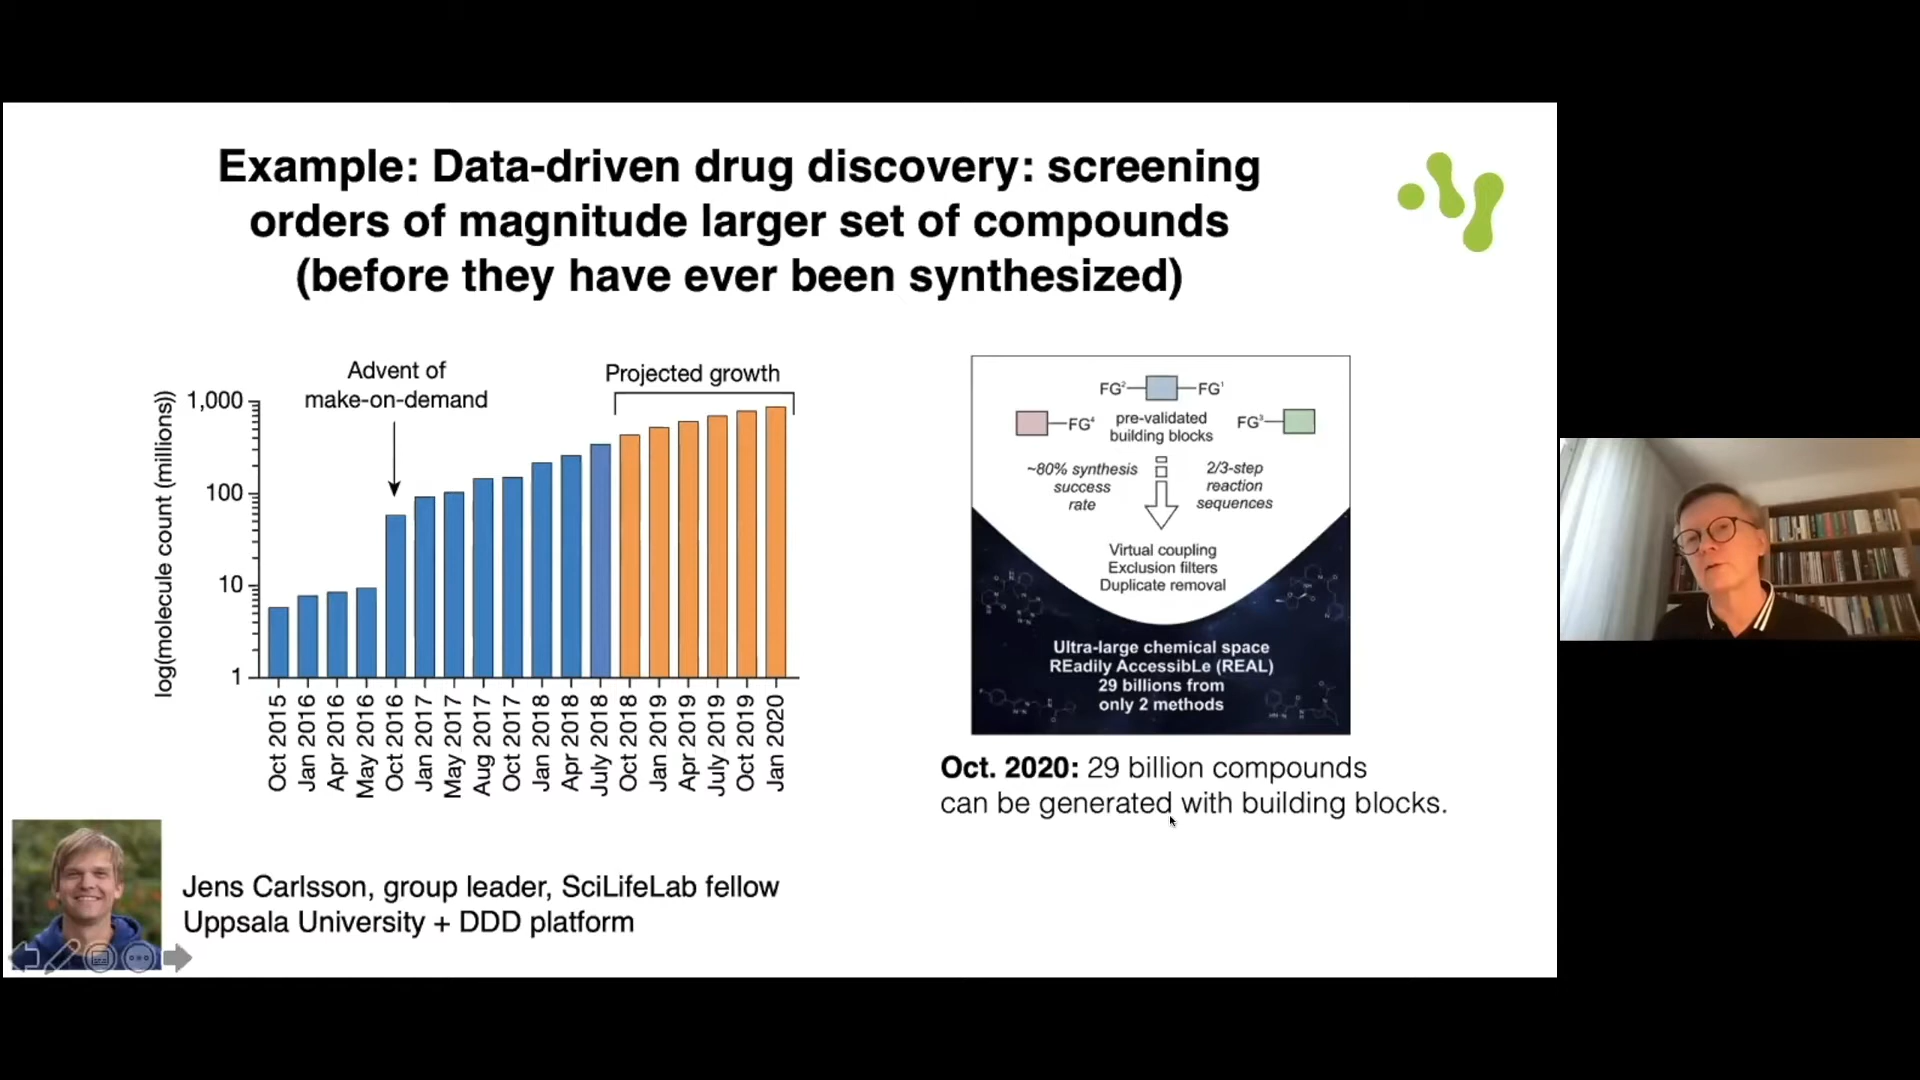 Example: Data-driven drug discovery: screening
orders of magnitude larger set of compounds
(before they have ever been synthesized)
Advent of
make-on-demand
Projected growth
log(molecule count (millions))
1,000
100
10
1
Oct 2015
Jan 2016
Apr 2016
May 2016
Oct 2016
Jan 2017
May 2017
Aug 2017
Oct 2017
Jan 2018
Apr 2018
July 2018
Oct 2018
Jan 2019
Apr 2019
July 2019
Oct 2019
Jan 2020
FG² FG¹
FG⁴
pre-validated
building blocks
FG³
~80% synthesis
success
rate
2/3-step
reaction
sequences
Virtual coupling
Exclusion filters
Duplicate removal
Ultra-large chemical space
REadily AccessibLe (REAL)
29 billions from
only 2 methods
Oct. 2020: 29 billion compounds
can be generated with building blocks.
Jens Carlsson, group leader, SciLifeLab fellow
Uppsala University + DDD platform